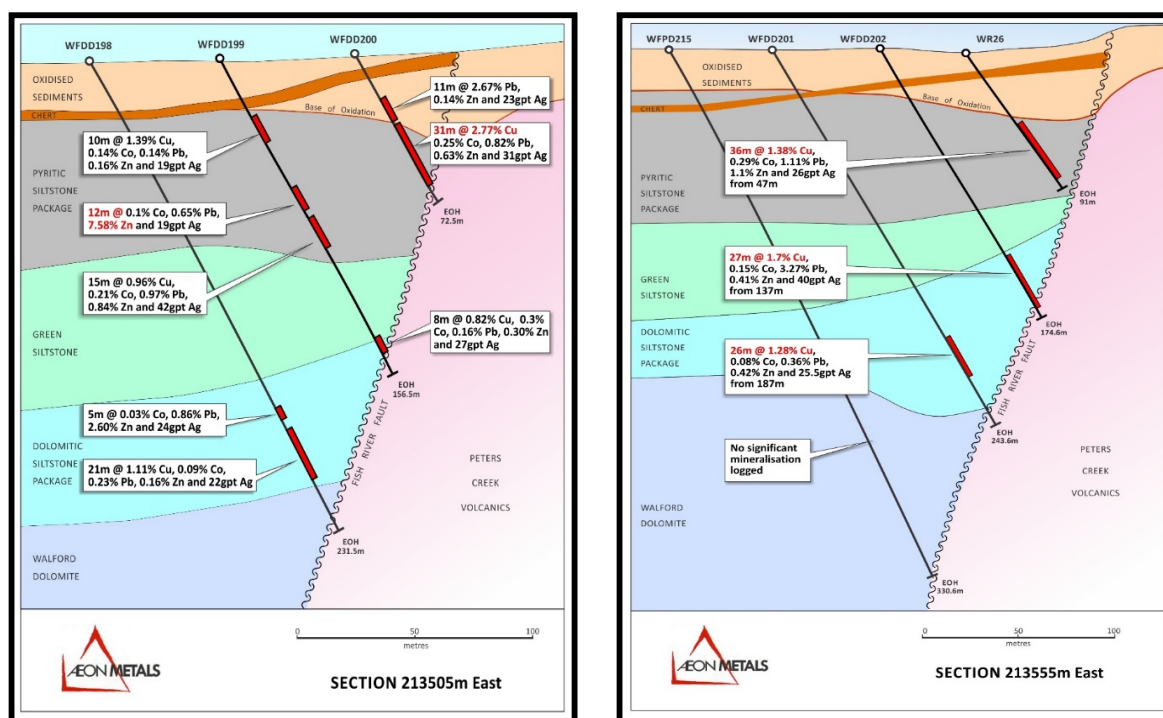 WFDD198
WFDD199
WFDD200
OXIDISED
SEDIMENTS
CHERT
Base of Oxidation
11m @ 2.67% Pb,
0.14% Zn and 23gpt Ag
31m @ 2.77% Cu
0.25% Co, 0.82% Pb,
0.63% Zn and 31gpt Ag
10m @ 1.39% Cu,
0.14% Co, 0.14% Pb,
0.16% Zn and 19gpt Ag
PYRITIC
SILTSTONE
PACKAGE
EOH
72.5m
12m @ 0.1% Co, 0.65% Pb,
7.58% Zn and 19gpt Ag
15m @ 0.96% Cu,
0.21% Co, 0.97% Pb,
0.84% Zn and 42gpt Ag
GREEN
SILTSTONE
8m @ 0.82% Cu, 0.3%
Co, 0.16% Pb, 0.30% Zn
and 27gpt Ag
EOH
156.5m
5m @ 0.03% Co, 0.86% Pb,
2.60% Zn and 24gpt Ag
DOLOMITIC
SILTSTONE
PACKAGE
21m @ 1.11% Cu, 0.09% Co,
0.23% Pb, 0.16% Zn and 22gpt Ag
FISH RIVER FAULT
PETERS
CREEK
VOLCANICS
EOH
231.5m
WALFORD
DOLOMITE
0 50 100
metres
AEON METALS
SECTION 213505m East
WFPD215
WFDD201
WFDD202
WR26
OXIDISED
SEDIMENTS
CHERT
Base of Oxidation
36m @ 1.38% Cu,
0.29% Co, 1.11% Pb,
1.1% Zn and 26gpt Ag
from 47m
PYRITIC
SILTSTONE
PACKAGE
EOH
91m
27m @ 1.7% Cu,
0.15% Co, 3.27% Pb,
0.41% Zn and 40gpt Ag
from 137m
GREEN
SILTSTONE
EOH
174.6m
DOLOMITIC
SILTSTONE
PACKAGE
26m @ 1.28% Cu,
0.08% Co, 0.36% Pb,
0.42% Zn and 25.5gpt Ag
from 187m
FISH RIVER FAULT
EOH
243.6m
No significant
mineralisation
logged
PETERS
CREEK
VOLCANICS
WALFORD
DOLOMITE
EOH
330.6m
0 50 100
metres
AEON METALS
SECTION 213555m East